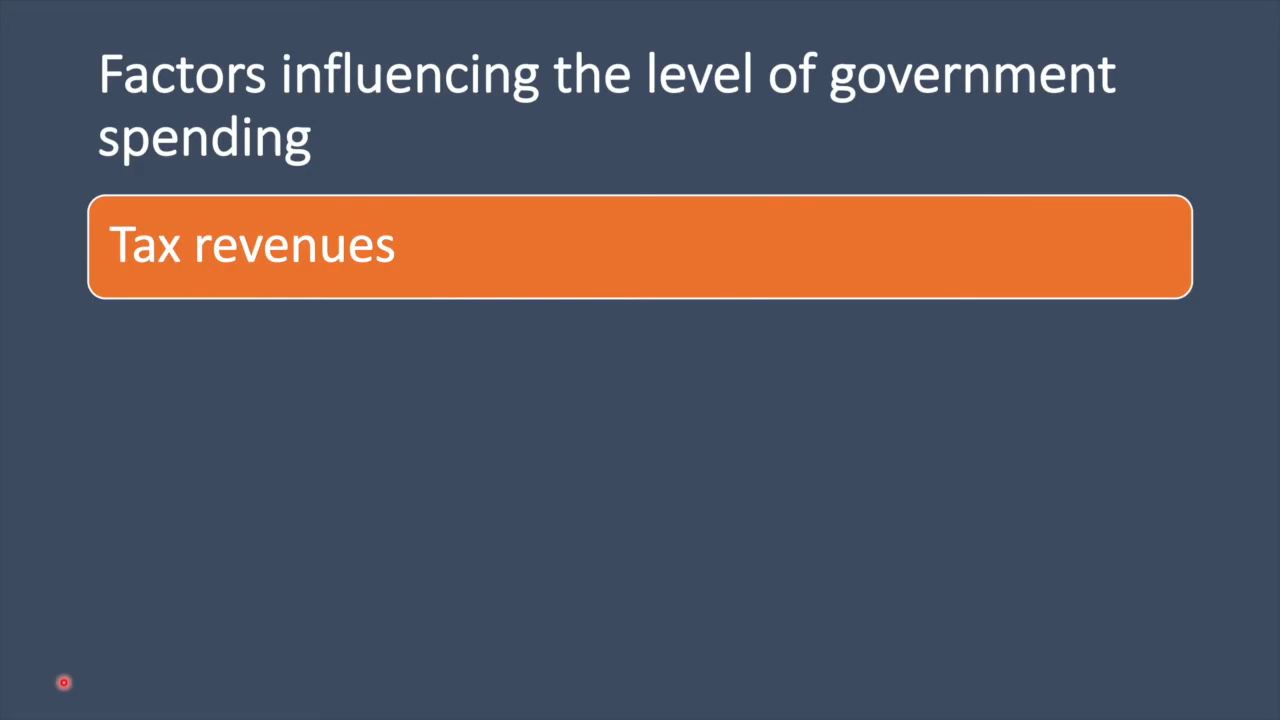 Factors influencing the level of government
spending
Tax revenues